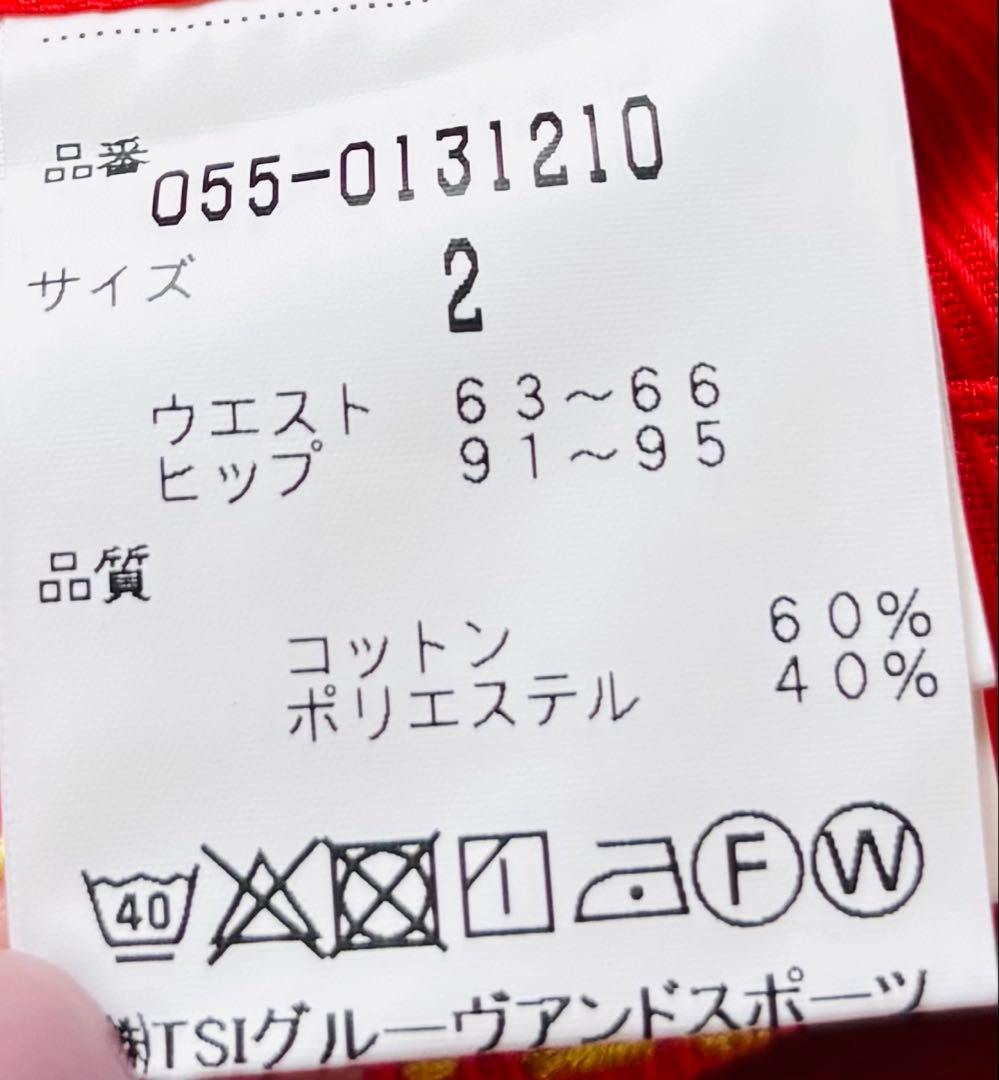 品番 055-0131210
サイズ 2
ウエスト 63～66
ヒップ 91～95
品質
コットン 60%
ポリエステル 40%
40 F W
㈱TSIグルーヴアンドスポーツ